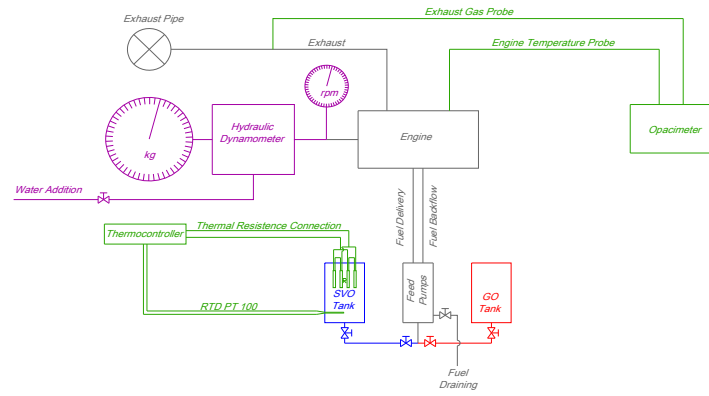 Exhaust Gas Probe
Exhaust Pipe
Exhaust
Engine Temperature Probe
rpm
Hydraulic
Dynamometer
Engine
Opacimeter
kg
Water Addition
Fuel Delivery
Fuel Backflow
Thermal Resistence Connection
Thermocontroller
R
SVO
Tank
Feed
Pumps
GO
Tank
RTD PT 100
Fuel
Draining